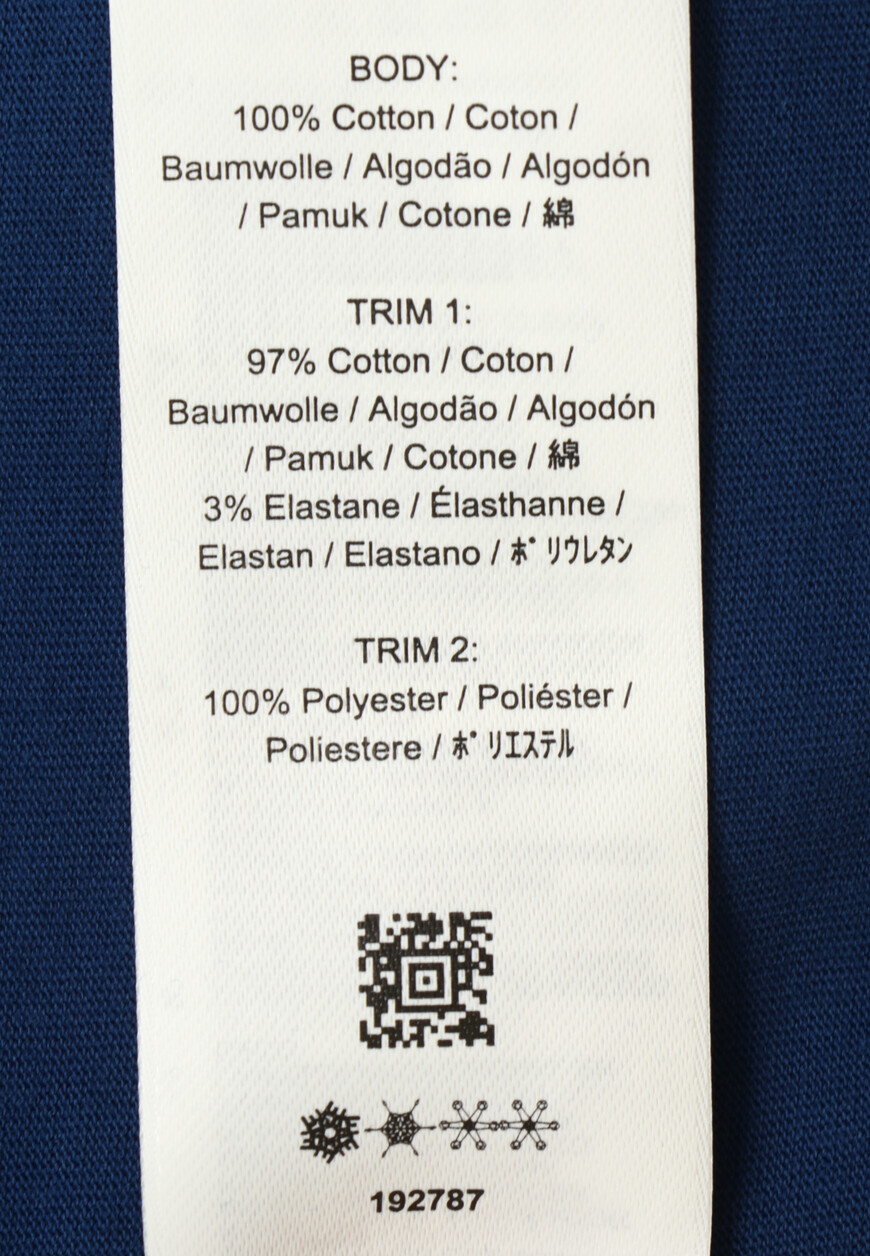 BODY:
100% Cotton / Coton /
Baumwolle / Algodão / Algodón
/ Pamuk / Cotone / 綿
TRIM 1:
97% Cotton / Coton /
Baumwolle / Algodão / Algodón
/ Pamuk / Cotone / 綿
3% Elastane / Élasthanne /
Elastan / Elastano / ポリウレタン
TRIM 2:
100% Polyester / Poliéster /
Poliestere / ポリエステル
192787